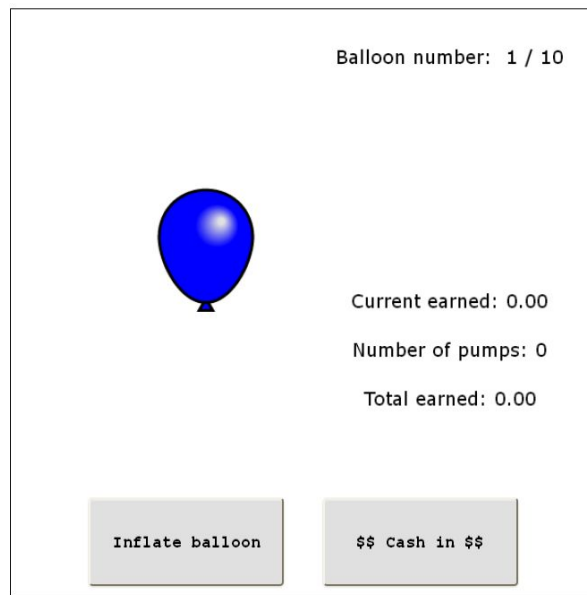 Balloon number: 1 / 10
Current earned: 0.00
Number of pumps: 0
Total earned: 0.00
Inflate balloon
$$ Cash in $$